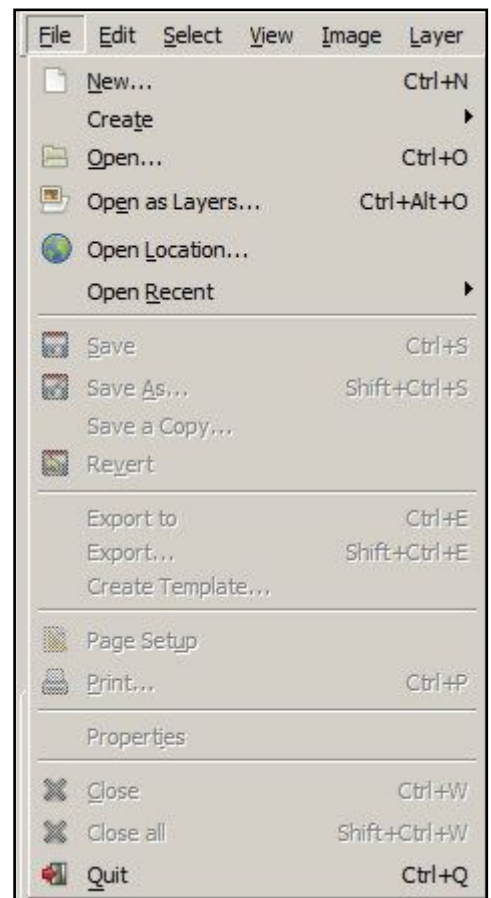 File Edit Select View Image Layer
New... Ctrl+N
Create
Open... Ctrl+O
Open as Layers... Ctrl+Alt+O
Open Location...
Open Recent
Save Ctrl+S
Save As... Shift+Ctrl+S
Save a Copy...
Revert
Export to Ctrl+E
Export... Shift+Ctrl+E
Create Template...
Page Setup
Print... Ctrl+P
Properties
Close Ctrl+W
Close all Shift+Ctrl+W
Quit Ctrl+Q